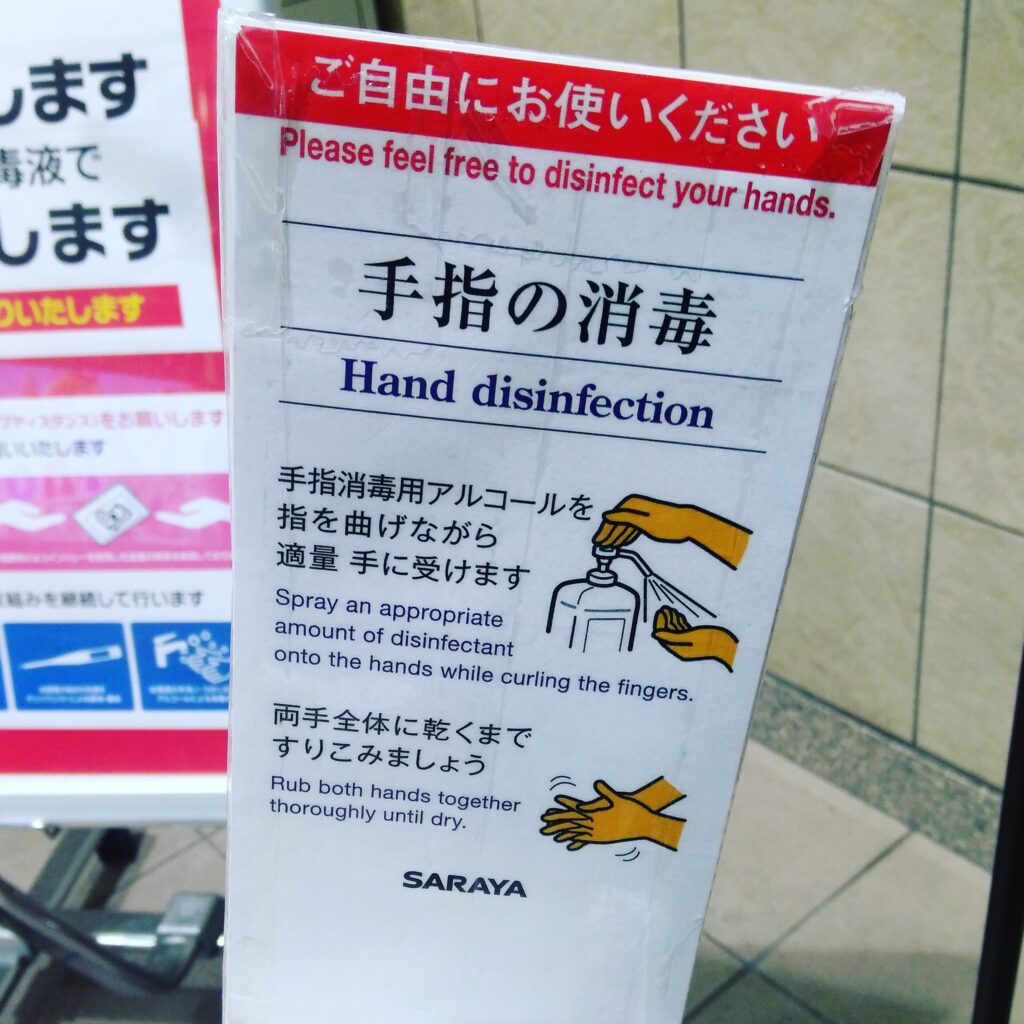 します
毒液で
します
りいたします
をお願いします
いいたします
組みを継続して行います
ご自由にお使いください
Please feel free to disinfect your hands.
手指の消毒
Hand disinfection
手指消毒用アルコールを
指を曲げながら
適量 手に受けます
Spray an appropriate
amount of disinfectant
onto the hands while curling the fingers.
両手全体に乾くまで
すりこみましょう
Rub both hands together
thoroughly until dry.
SARAYA